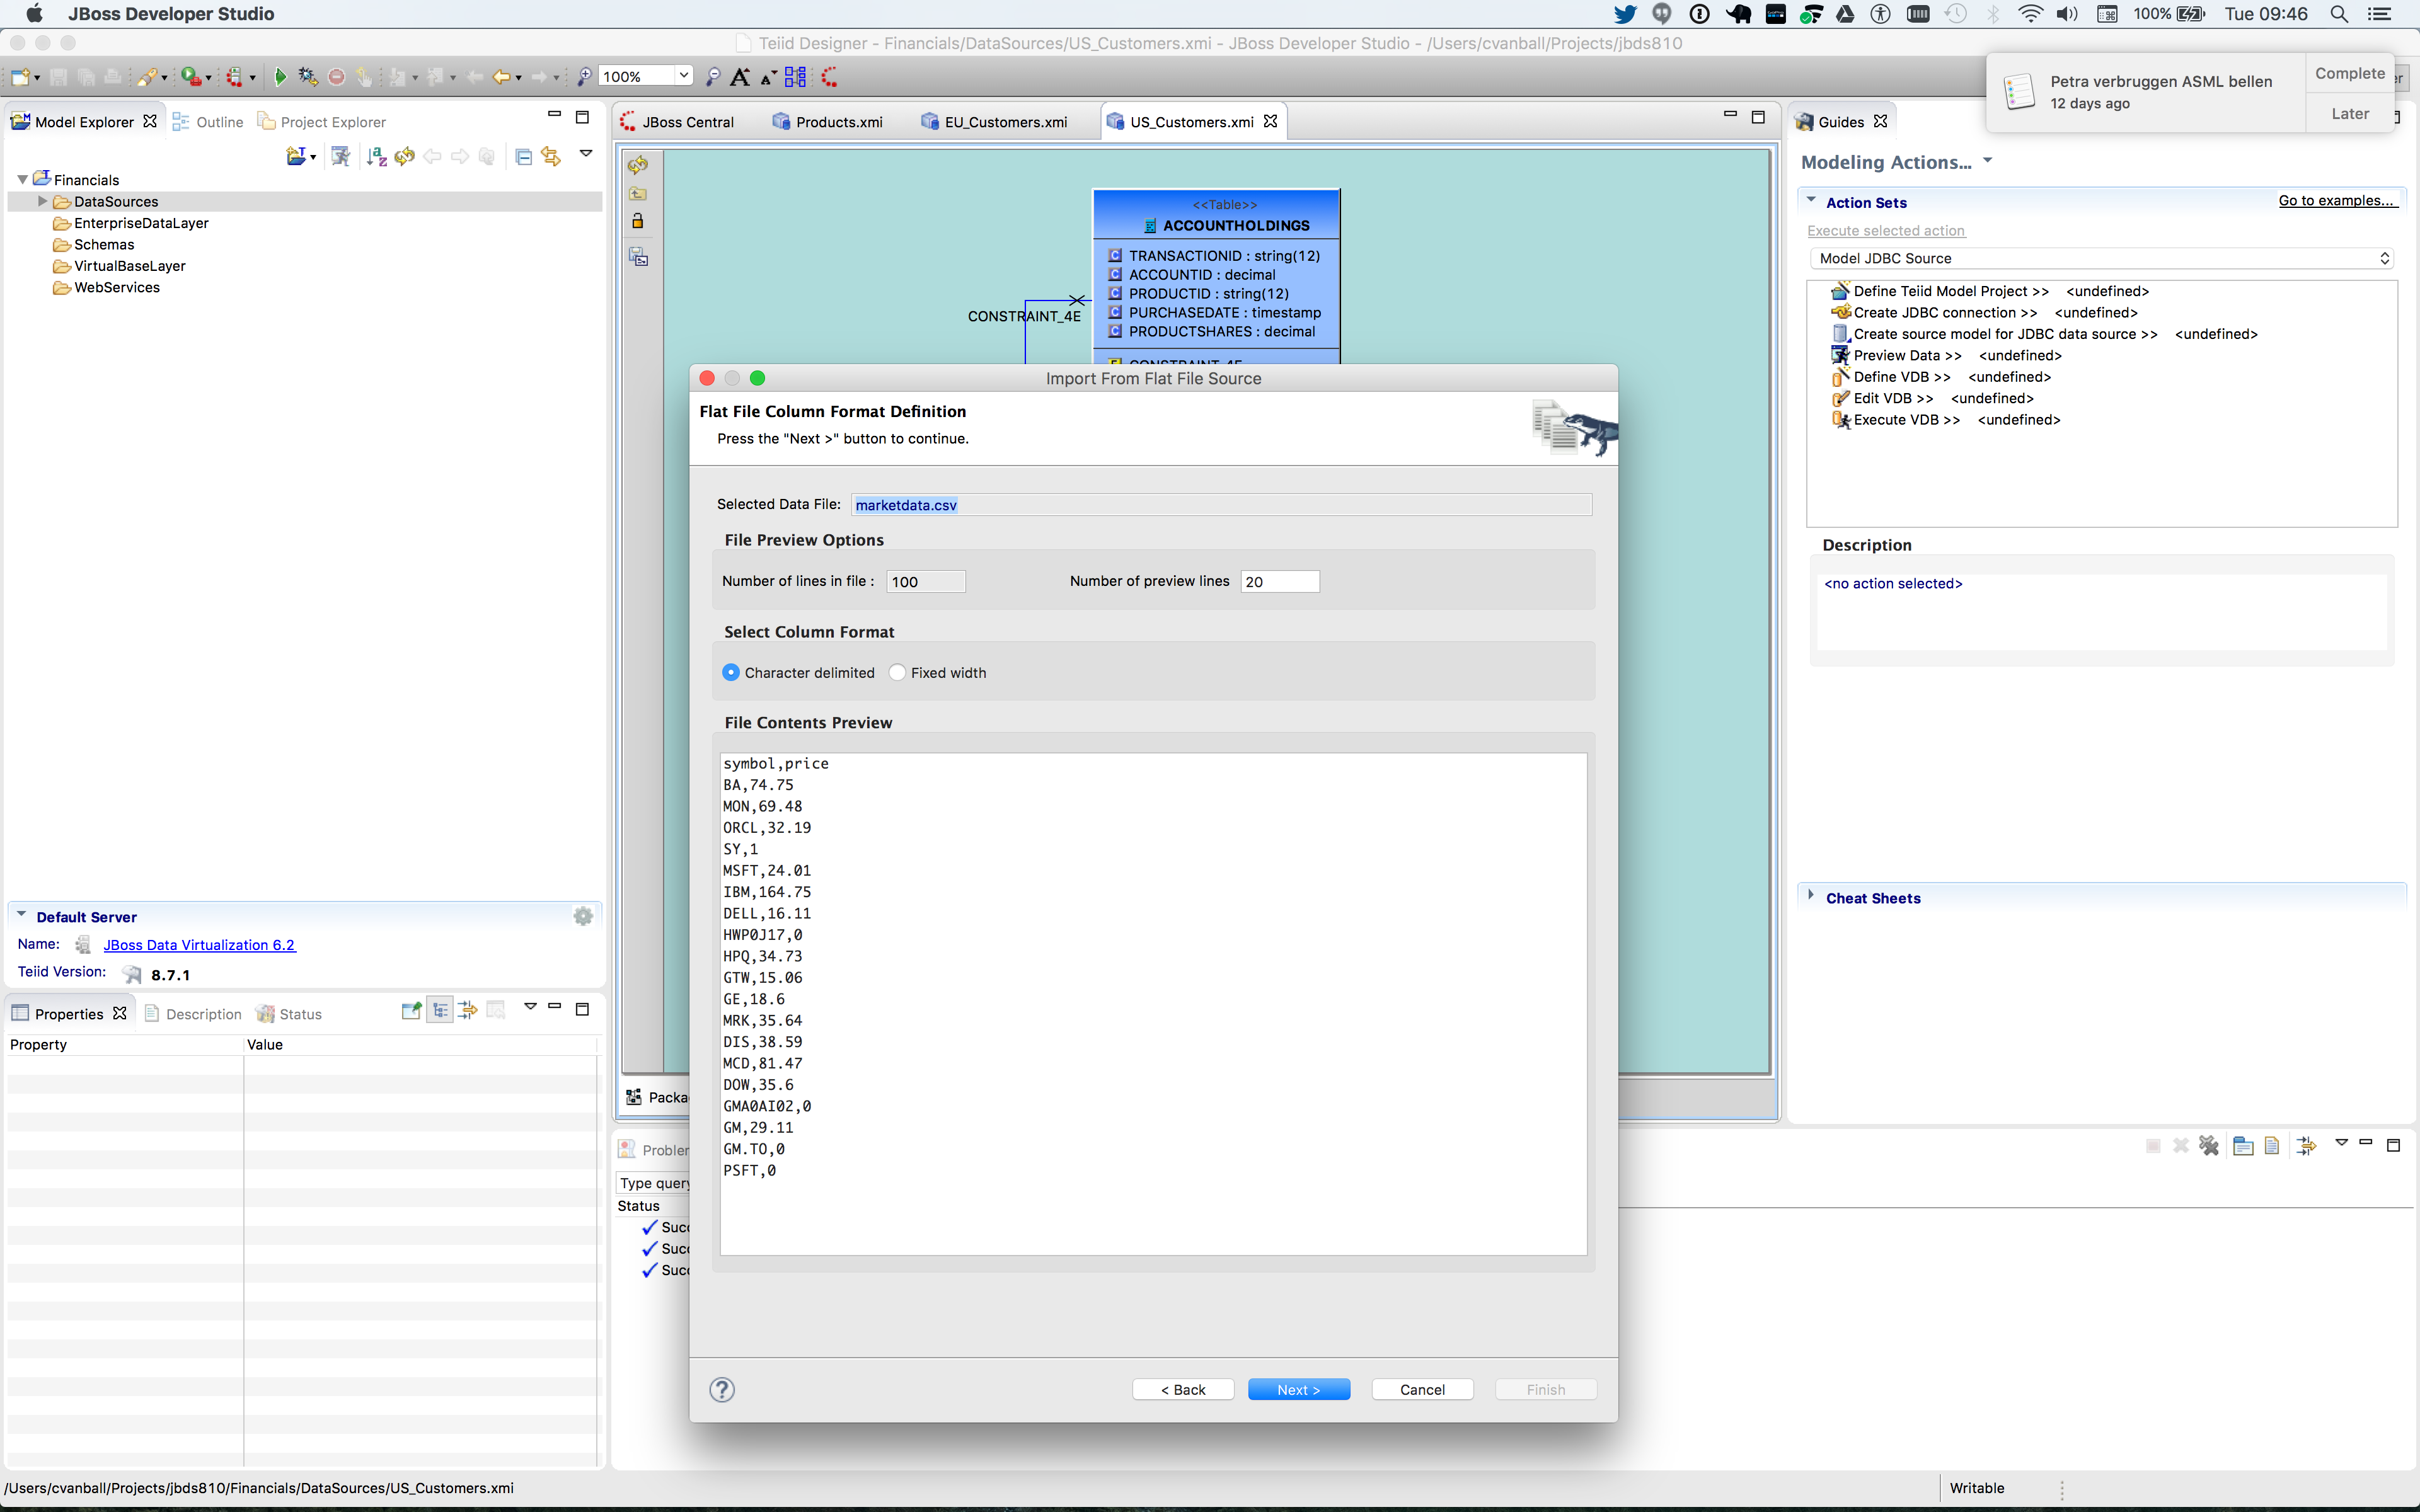 JBoss Developer Studio
100%
Tue 09:46
Teiid Designer - Financials/DataSources/US_Customers.xmi - JBoss Developer Studio - /Users/cvanball/Projects/jbds810
100%
Petra verbruggen ASML bellen
12 days ago
Complete
Later
Model Explorer
Outline
Project Explorer
Financials
DataSources
EnterpriseDataLayer
Schemas
VirtualBaseLayer
WebServices
Default Server
Name:
JBoss Data Virtualization 6.2
Teiid Version:
8.7.1
Properties
Description
Status
Property
Value
JBoss Central
Products.xmi
EU_Customers.xmi
US_Customers.xmi
<<Table>>
ACCOUNTHOLDINGS
TRANSACTIONID : string(12)
ACCOUNTID : decimal
PRODUCTID : string(12)
PURCHASEDATE : timestamp
PRODUCTSHARES : decimal
CONSTRAINT_4E
CONSTRAINT_4E
Import From Flat File Source
Flat File Column Format Definition
Press the "Next >" button to continue.
Selected Data File:
marketdata.csv
File Preview Options
Number of lines in file :
100
Number of preview lines
20
Select Column Format
Character delimited
Fixed width
File Contents Preview
symbol,price
BA,74.75
MON,69.48
ORCL,32.19
SY,1
MSFT,24.01
IBM,164.75
DELL,16.11
HWP0J17,0
HPQ,34.73
GTW,15.06
GE,18.6
MRK,35.64
DIS,38.59
MCD,81.47
DOW,35.6
GMA0AI02,0
GM,29.11
GM.TO,0
PSFT,0
< Back
Next >
Cancel
Finish
Packa
Probler
Type query
Status
Succ
Succ
Succ
Guides
Modeling Actions...
Action Sets
Go to examples...
Execute selected action
Model JDBC Source
Define Teiid Model Project >> <undefined>
Create JDBC connection >> <undefined>
Create source model for JDBC data source >> <undefined>
Preview Data >> <undefined>
Define VDB >> <undefined>
Edit VDB >> <undefined>
Execute VDB >> <undefined>
Description
<no action selected>
Cheat Sheets
/Users/cvanball/Projects/jbds810/Financials/DataSources/US_Customers.xmi
Writable